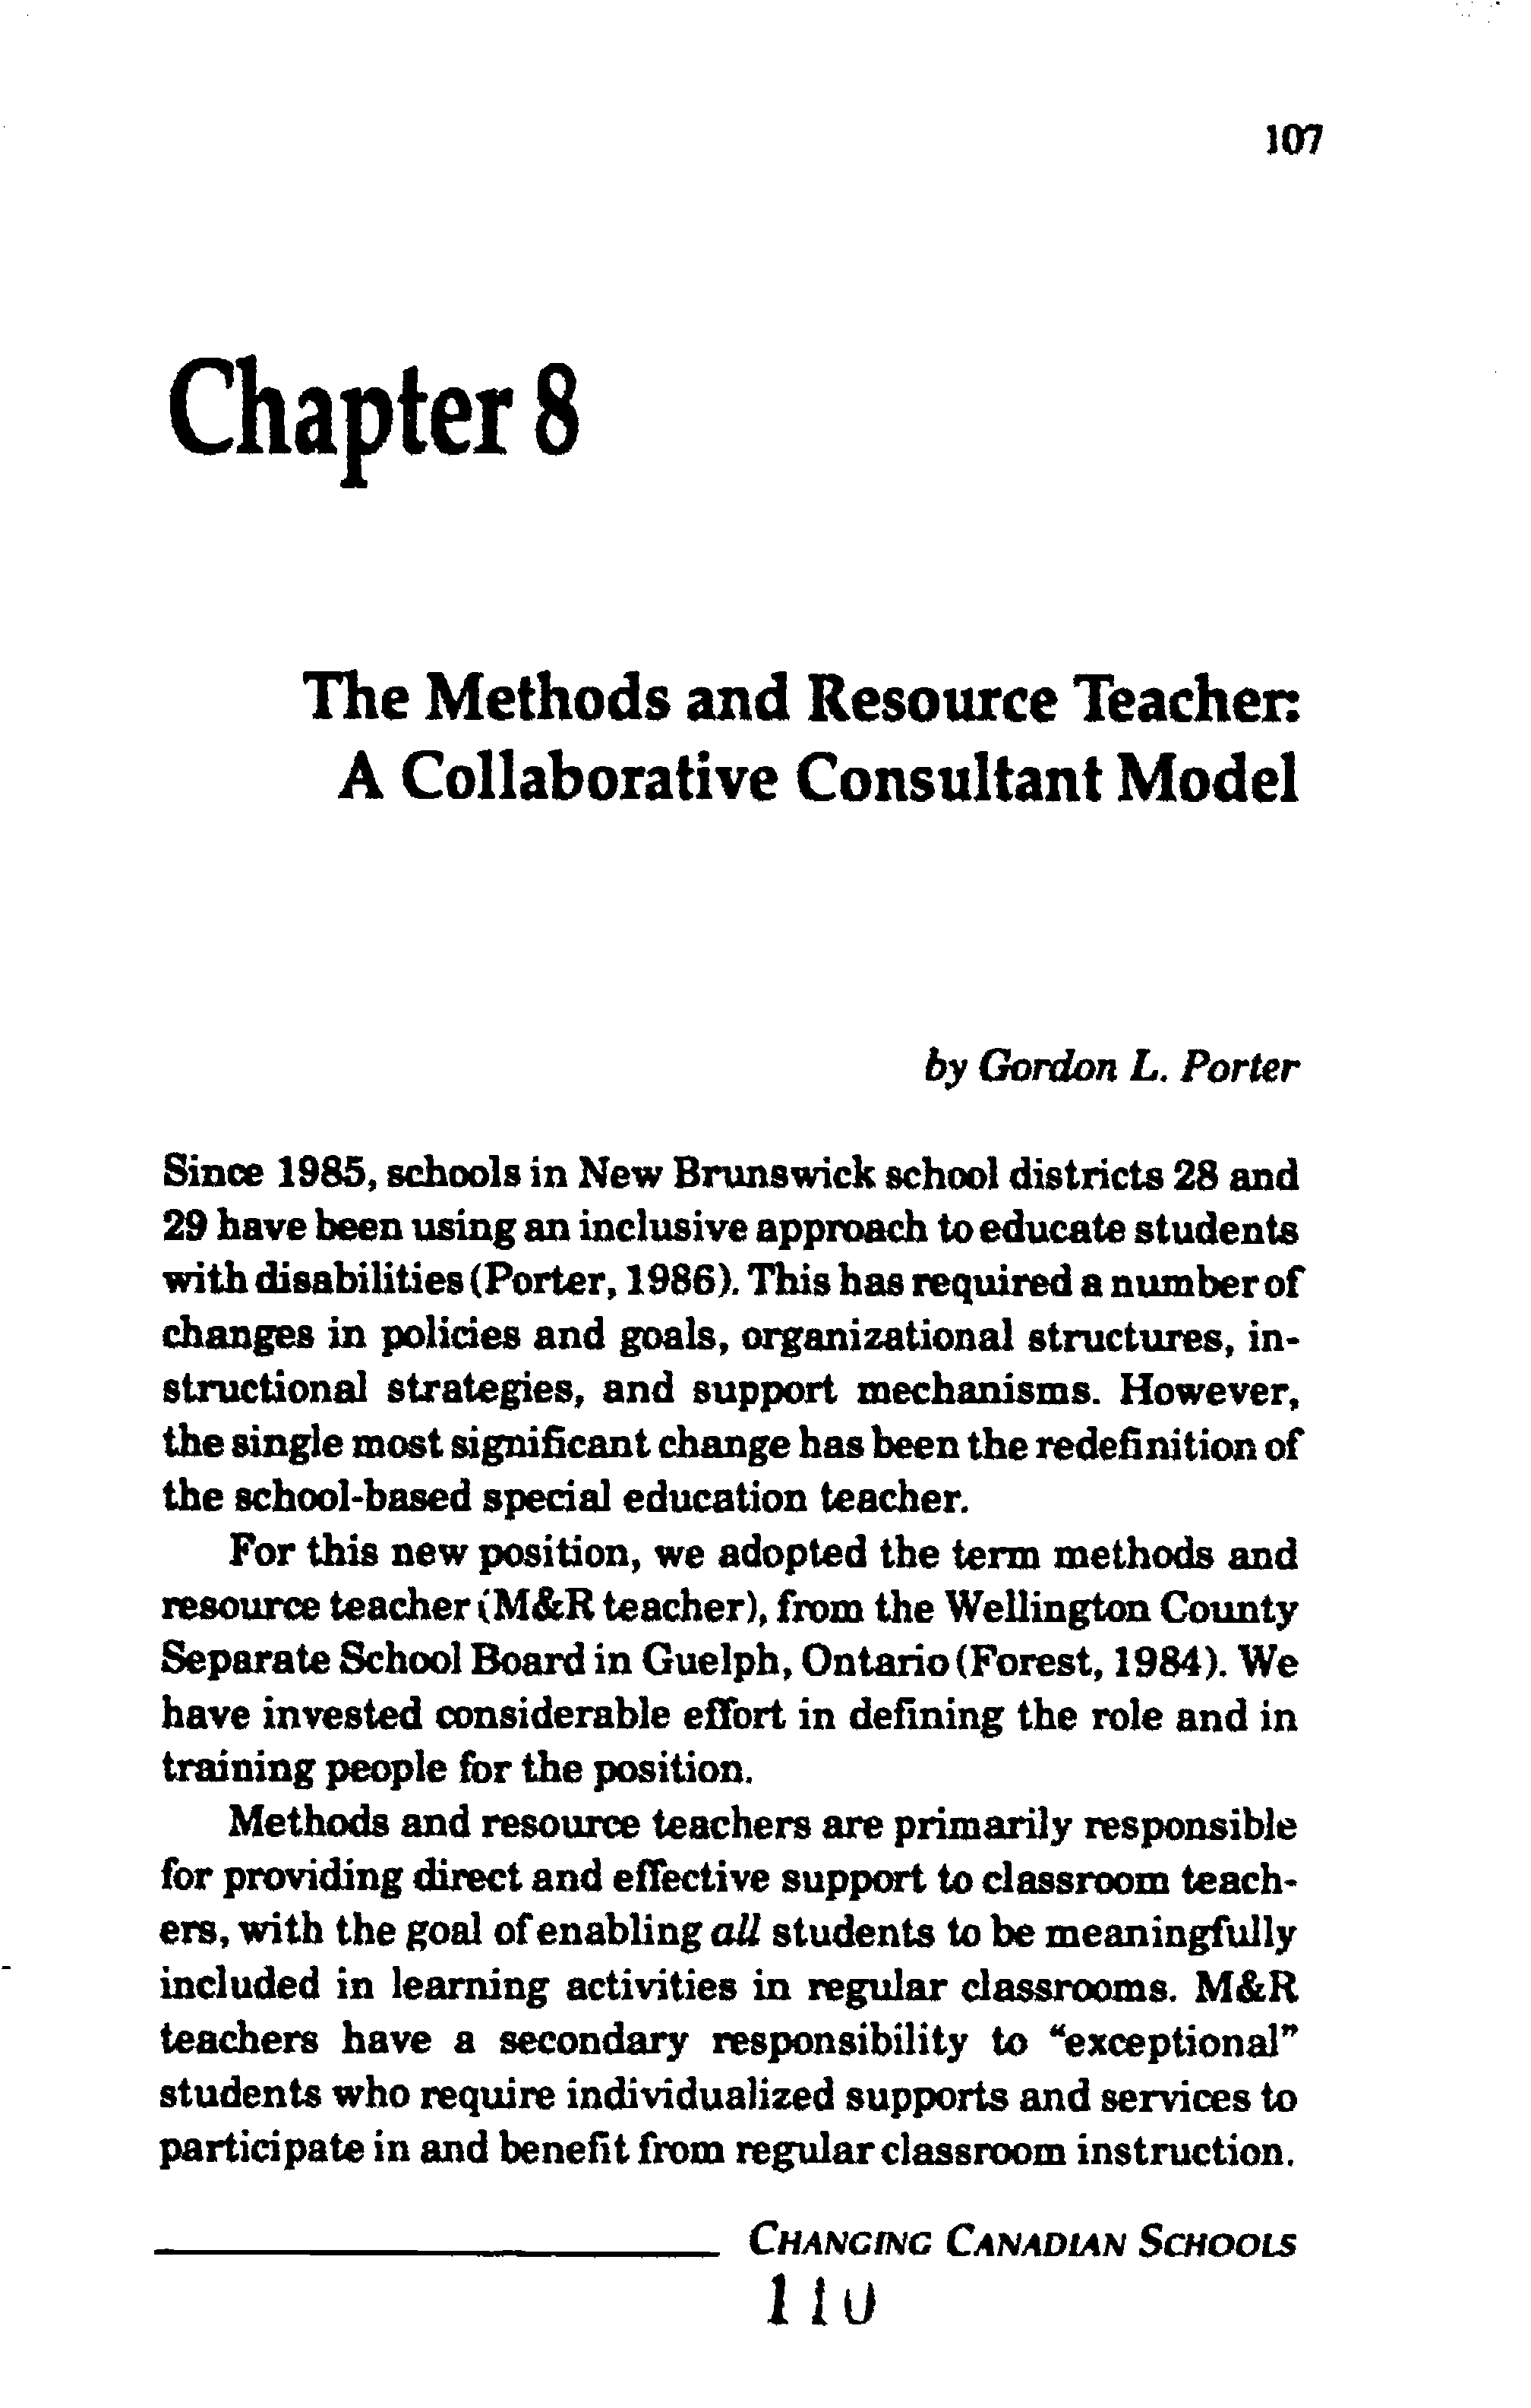 107
Chapter 8
The Methods and Resource Teacher:
A Collaborative Consultant Model
by Gordon L. Porter
Since 1985, schools in New Brunswick school districts 28 and
29 have been using an inclusive approach to educate students
with disabilities (Porter, 1986). This has required a number of
changes in policies and goals, organizational structures, in-
structional strategies, and support mechanisms. However,
the single most significant change has been the redefinition of
the school-based special education teacher.
For this new position, we adopted the term methods and
resource teacher (M&R teacher), from the Wellington County
Separate School Board in Guelph, Ontario (Forest, 1984). We
have invested considerable effort in defining the role and in
training people for the position.
Methods and resource teachers are primarily responsible
for providing direct and effective support to classroom teach-
ers, with the goal of enabling all students to be meaningfully
included in learning activities in regular classrooms. M&R
teachers have a secondary responsibility to “exceptional”
students who require individualized supports and services to
participate in and benefit from regular classroom instruction.
CHANGING CANADIAN SCHOOLS
110